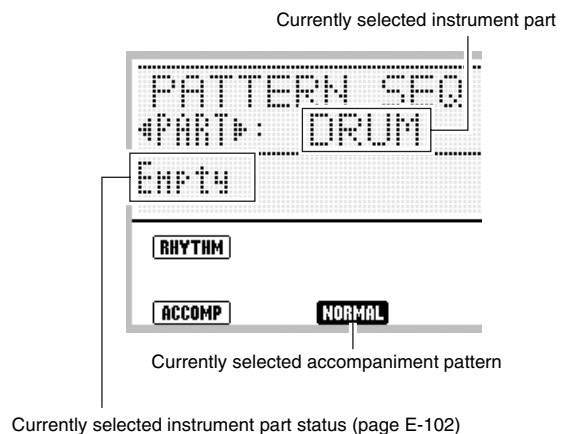 Currently selected instrument part
PATTERN SEQ
◀PART▶: DRUM
Empty
RHYTHM
ACCOMP NORMAL
Currently selected accompaniment pattern
Currently selected instrument part status (page E-102)